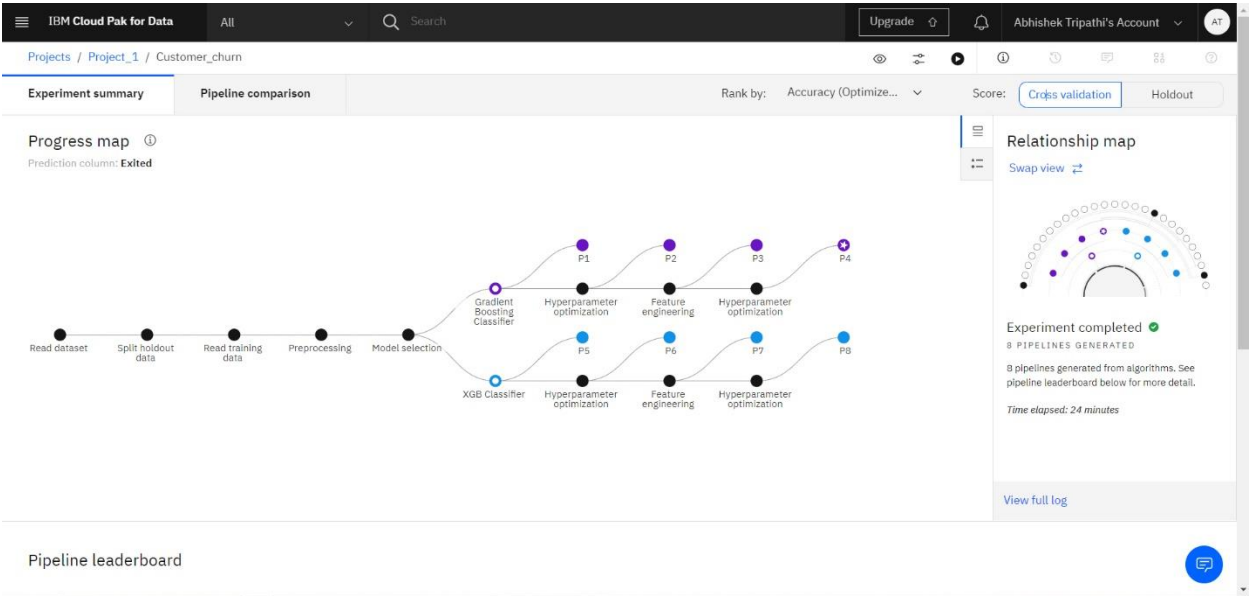 IBM Cloud Pak for Data All Search Upgrade Abhishek Tripathi's Account AT
Projects / Project_1 / Customer_churn
Experiment summary Pipeline comparison Rank by: Accuracy (Optimize... Score: Cross validation Holdout
Progress map
Prediction column: Exited
P1 P2 P3 P4
Gradient
Boosting
Classifier
Hyperparameter
optimization
Feature
engineering
Hyperparameter
optimization
Read dataset
Split holdout
data
Read training
data
Preprocessing
Model selection
P5 P6 P7 P8
XGB Classifier
Hyperparameter
optimization
Feature
engineering
Hyperparameter
optimization
Relationship map
Swap view
Experiment completed
8 PIPELINES GENERATED
8 pipelines generated from algorithms. See
pipeline leaderboard below for more detail.
Time elapsed: 24 minutes
View full log
Pipeline leaderboard